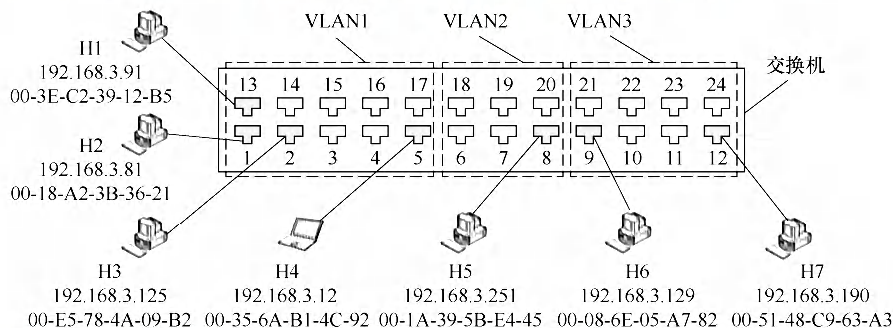 VLAN1 VLAN2 VLAN3
H1
192.168.3.91
00-3E-C2-39-12-B5
13 14 15 16 17 18 19 20 21 22 23 24
交换机
H2
192.168.3.81
00-18-A2-3B-36-21
1 2 3 4 5 6 7 8 9 10 11 12
H3 H4 H5 H6 H7
192.168.3.125 192.168.3.12 192.168.3.251 192.168.3.129 192.168.3.190
00-E5-78-4A-09-B2 00-35-6A-B1-4C-92 00-1A-39-5B-E4-45 00-08-6E-05-A7-82 00-51-48-C9-63-A3